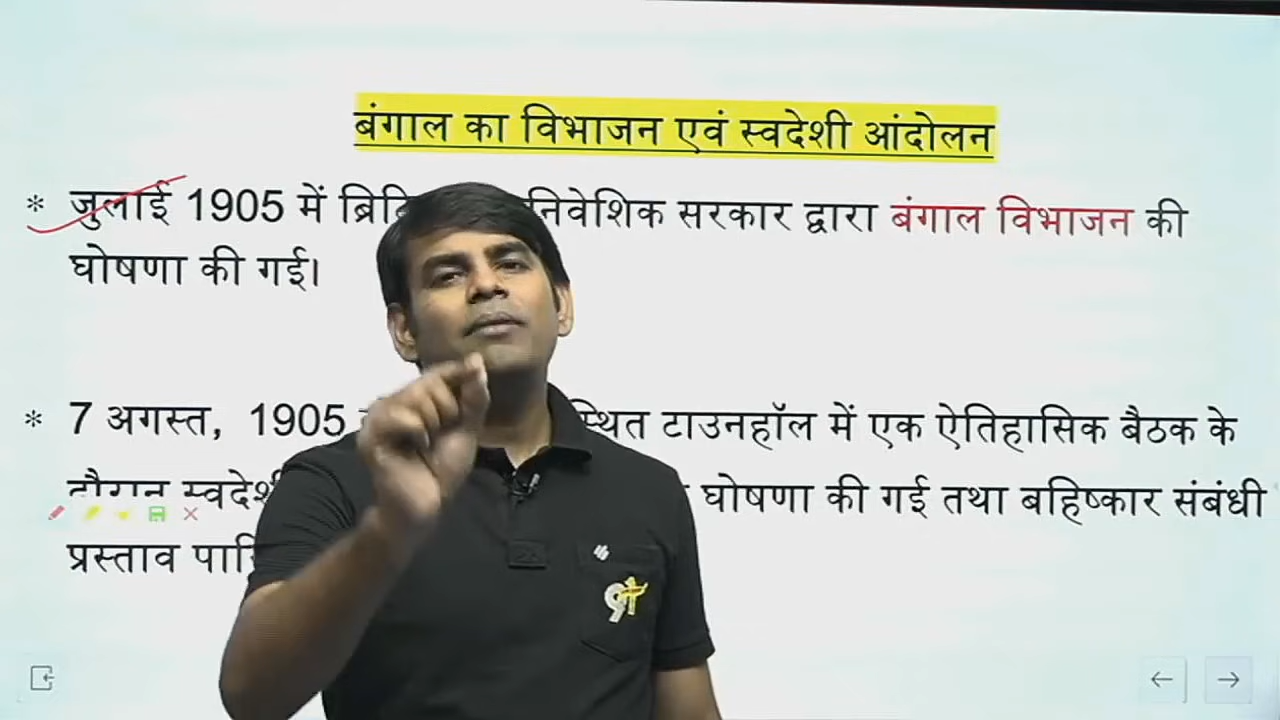 बंगाल का विभाजन एवं स्वदेशी आंदोलन
* जुलाई 1905 में निवेशिक सरकार द्वारा बंगाल विभाजन की
घोषणा की गई।
* 7 अगस्त, 1905 स्थित टाउनहॉल में एक ऐतिहासिक बैठक के
दौरान स्वदेशी घोषणा की गई तथा बहिष्कार संबंधी
प्रस्ताव